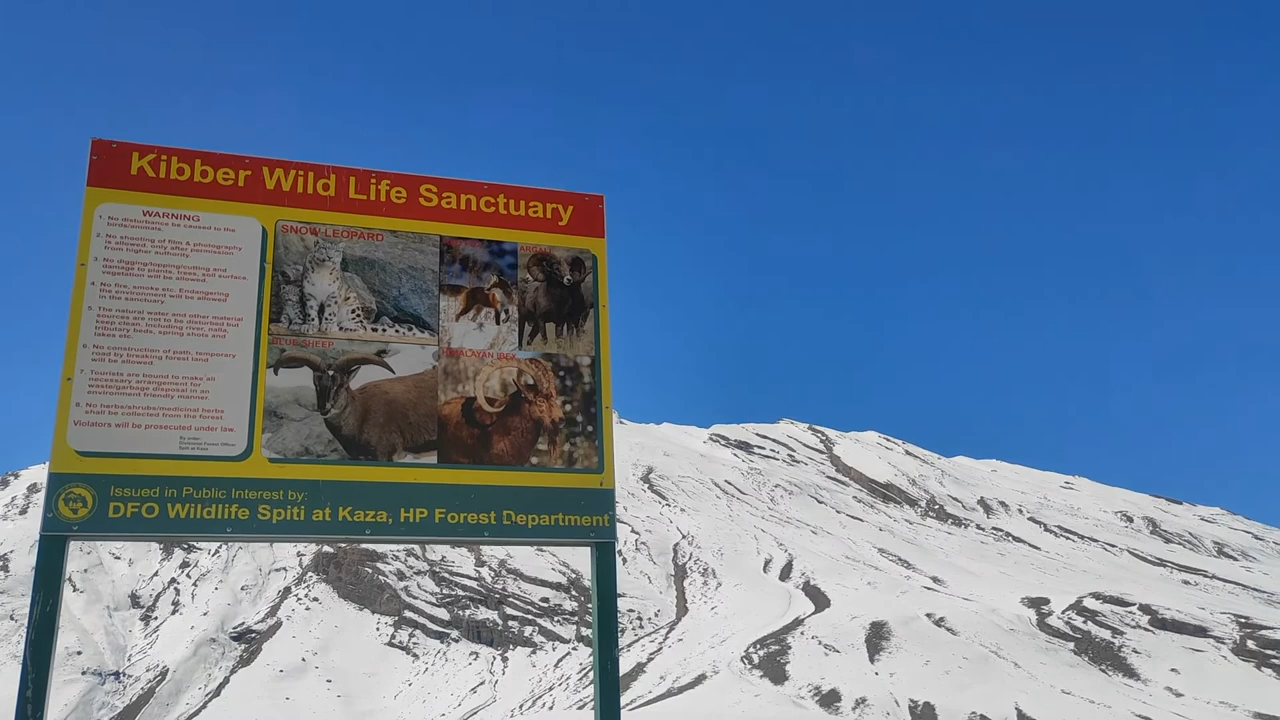 Kibber Wild Life Sanctuary
WARNING
1. No disturbance be caused to the
birds/animals.
2. No shooting of film & photography
is allowed, only after permission
from higher authority.
3. No digging/lopping/cutting and
damage to plants, trees, soil surface,
vegetation will be allowed.
4. No fire, smoke etc. Endangering
the environment will be allowed
in the sanctuary.
5. The natural water and other material
sources are not to be disturbed but
keep clean. Including river, nalla,
tributary beds, spring shots and
lakes etc.
6. No construction of path, temporary
road by breaking forest land
will be allowed.
7. Tourists are bound to make all
necessary arrangement for
waste/garbage disposal in an
environment friendly manner.
8. No herbs/shrubs/medicinal herbs
shall be collected from the forest.
Violators will be prosecuted under law.
By order:
Divisional Forest Officer
Spiti at Kaza
SNOW LEOPARD
ARGALI
BLUE SHEEP
HIMALAYAN IBEX
Issued in Public Interest by:
DFO Wildlife Spiti at Kaza, HP Forest Department